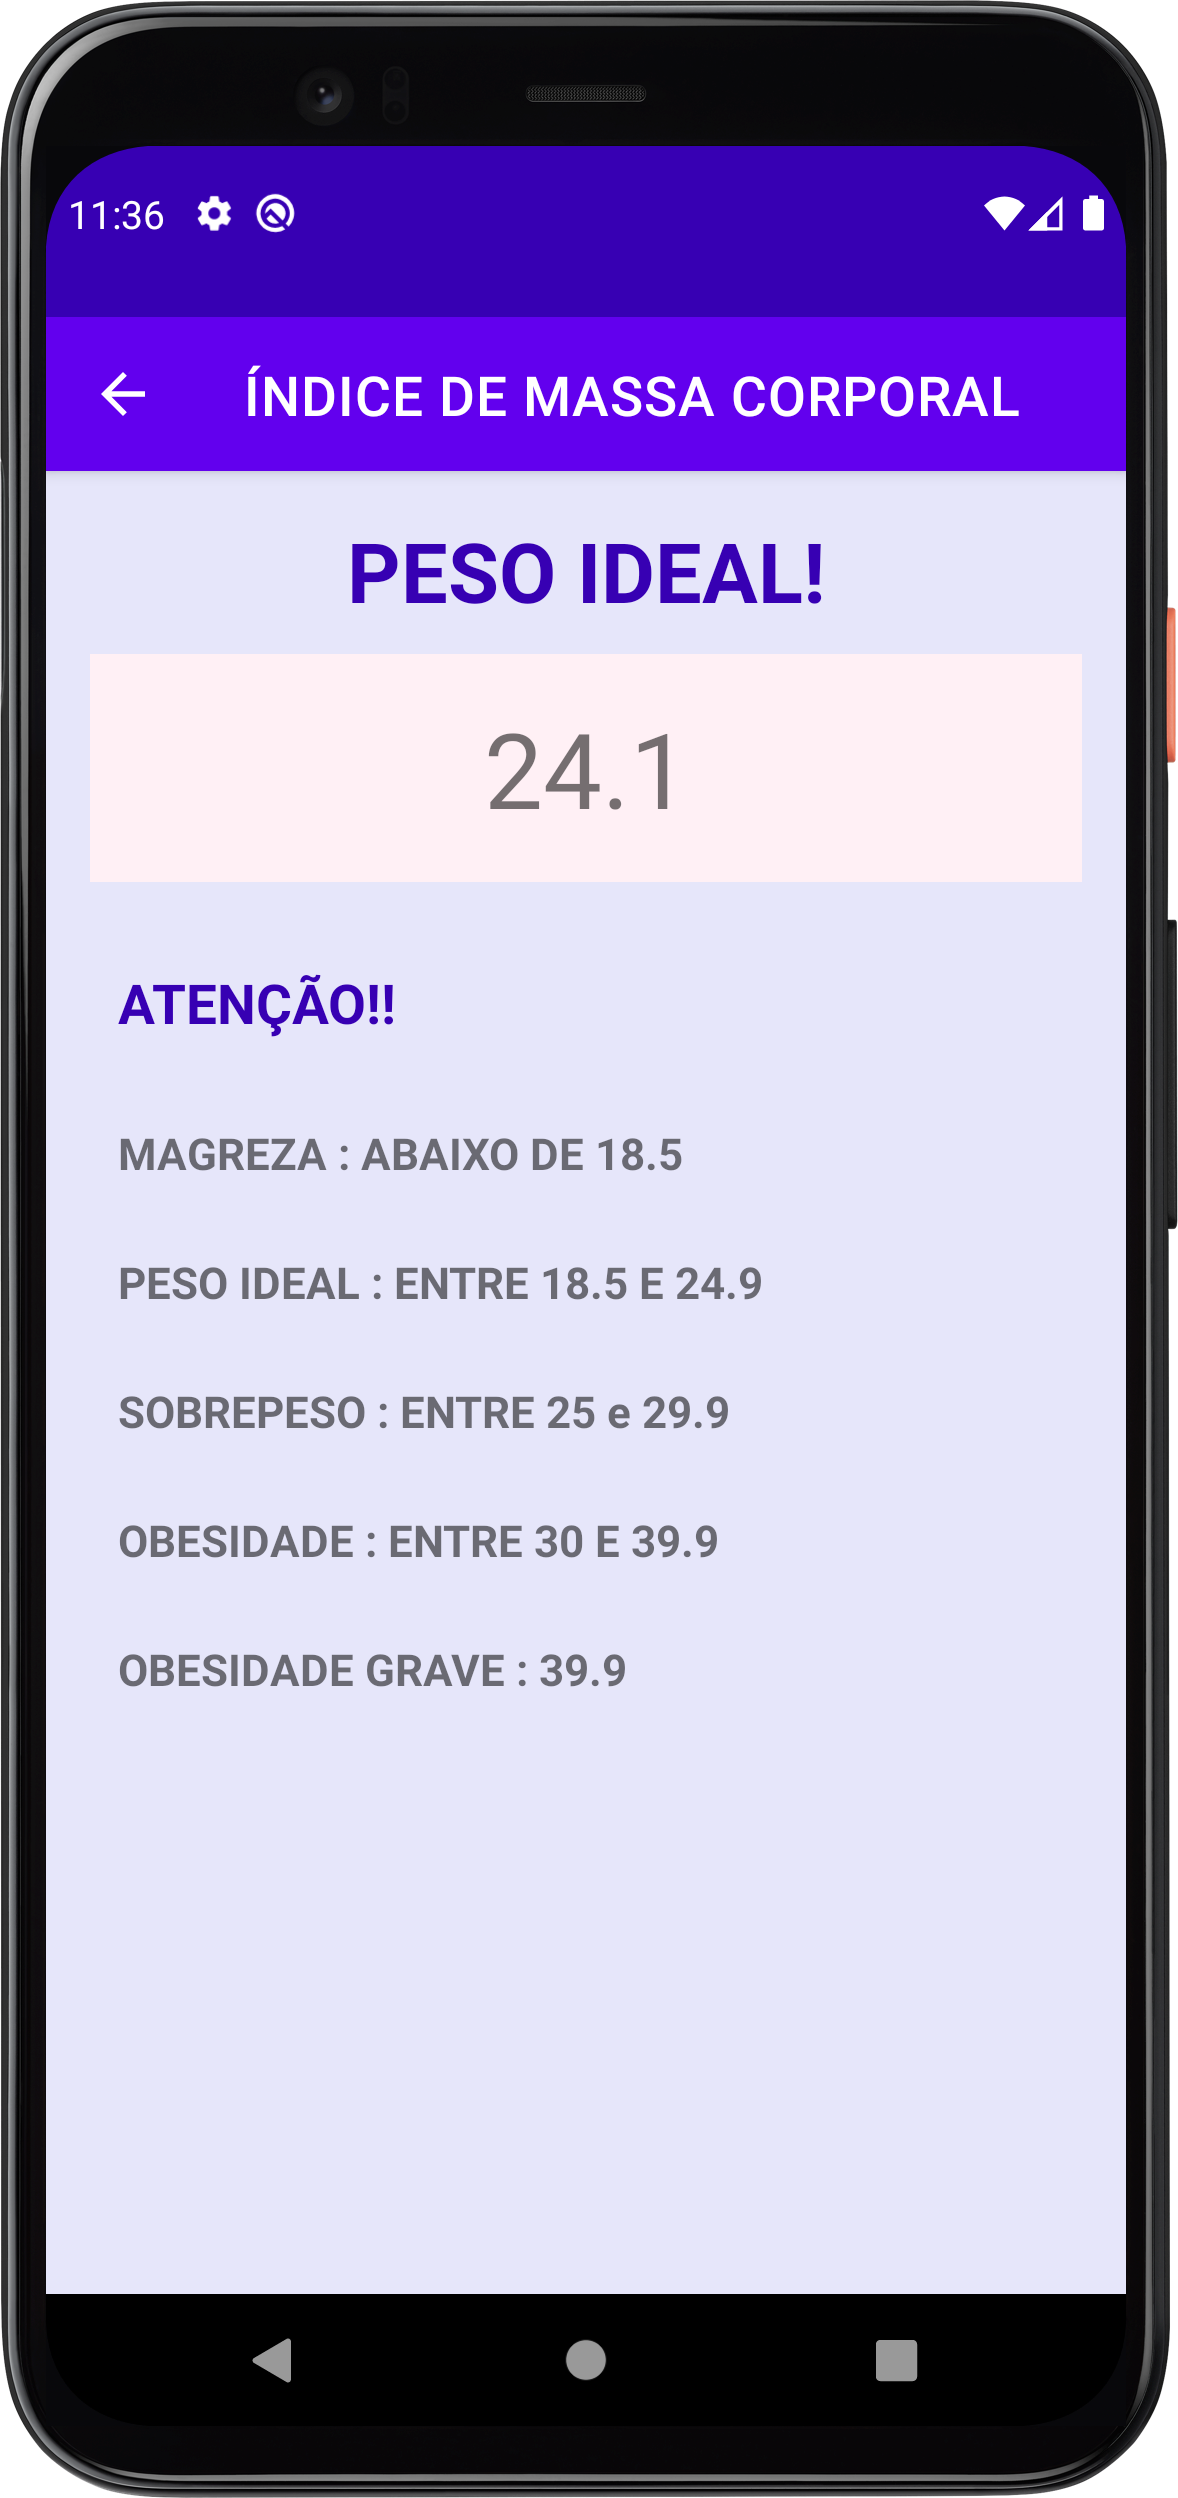 11:36
ÍNDICE DE MASSA CORPORAL
PESO IDEAL!
24.1
ATENÇÃO!!
MAGREZA : ABAIXO DE 18.5
PESO IDEAL : ENTRE 18.5 E 24.9
SOBREPESO : ENTRE 25 e 29.9
OBESIDADE : ENTRE 30 E 39.9
OBESIDADE GRAVE : 39.9